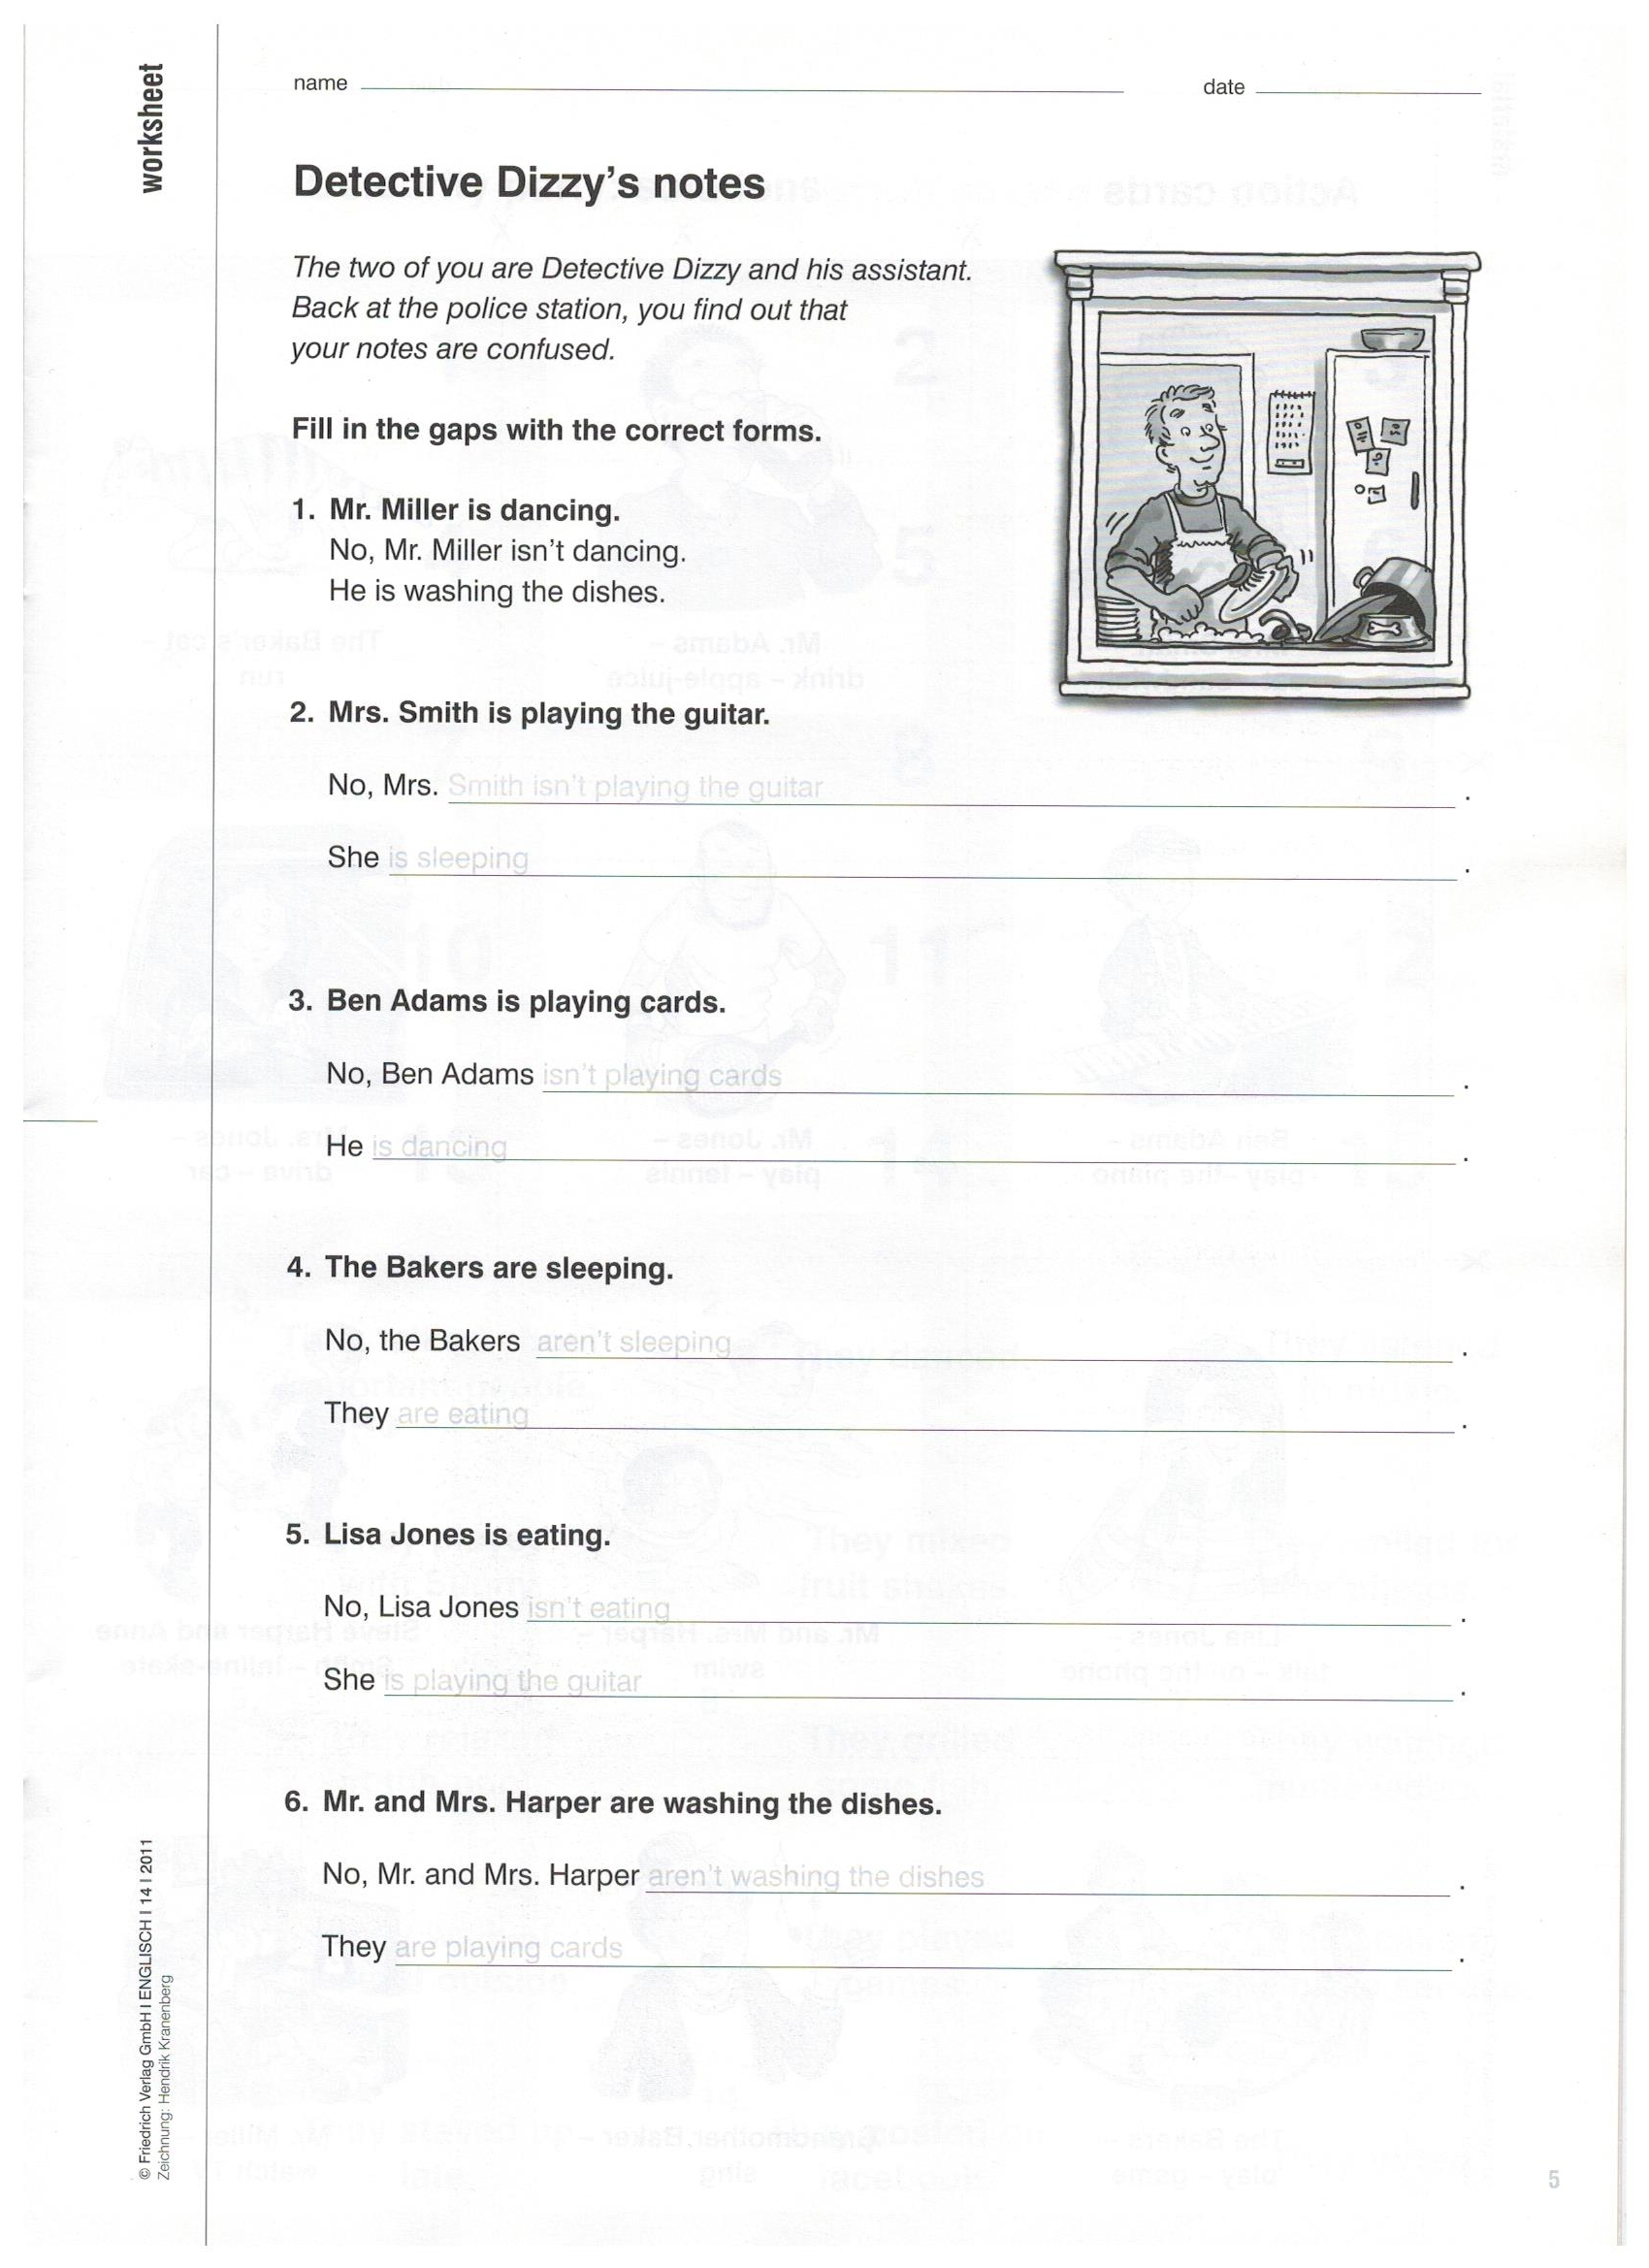 worksheet
name
date
Detective Dizzy's notes
The two of you are Detective Dizzy and his assistant.
Back at the police station, you find out that
your notes are confused.
Fill in the gaps with the correct forms.
1. Mr. Miller is dancing.
No, Mr. Miller isn't dancing.
He is washing the dishes.
2. Mrs. Smith is playing the guitar.
No, Mrs. Smith isn't playing the guitar.
She is sleeping.
3. Ben Adams is playing cards.
No, Ben Adams isn't playing cards.
He is dancing.
4. The Bakers are sleeping.
No, the Bakers aren't sleeping.
They are eating.
5. Lisa Jones is eating.
No, Lisa Jones isn't eating.
She is playing the guitar.
6. Mr. and Mrs. Harper are washing the dishes.
No, Mr. and Mrs. Harper aren't washing the dishes.
They are playing cards.
© Friedrich Verlag GmbH I ENGLISCH I 14 I 2011
Zeichnung: Hendrik Kranenberg
5